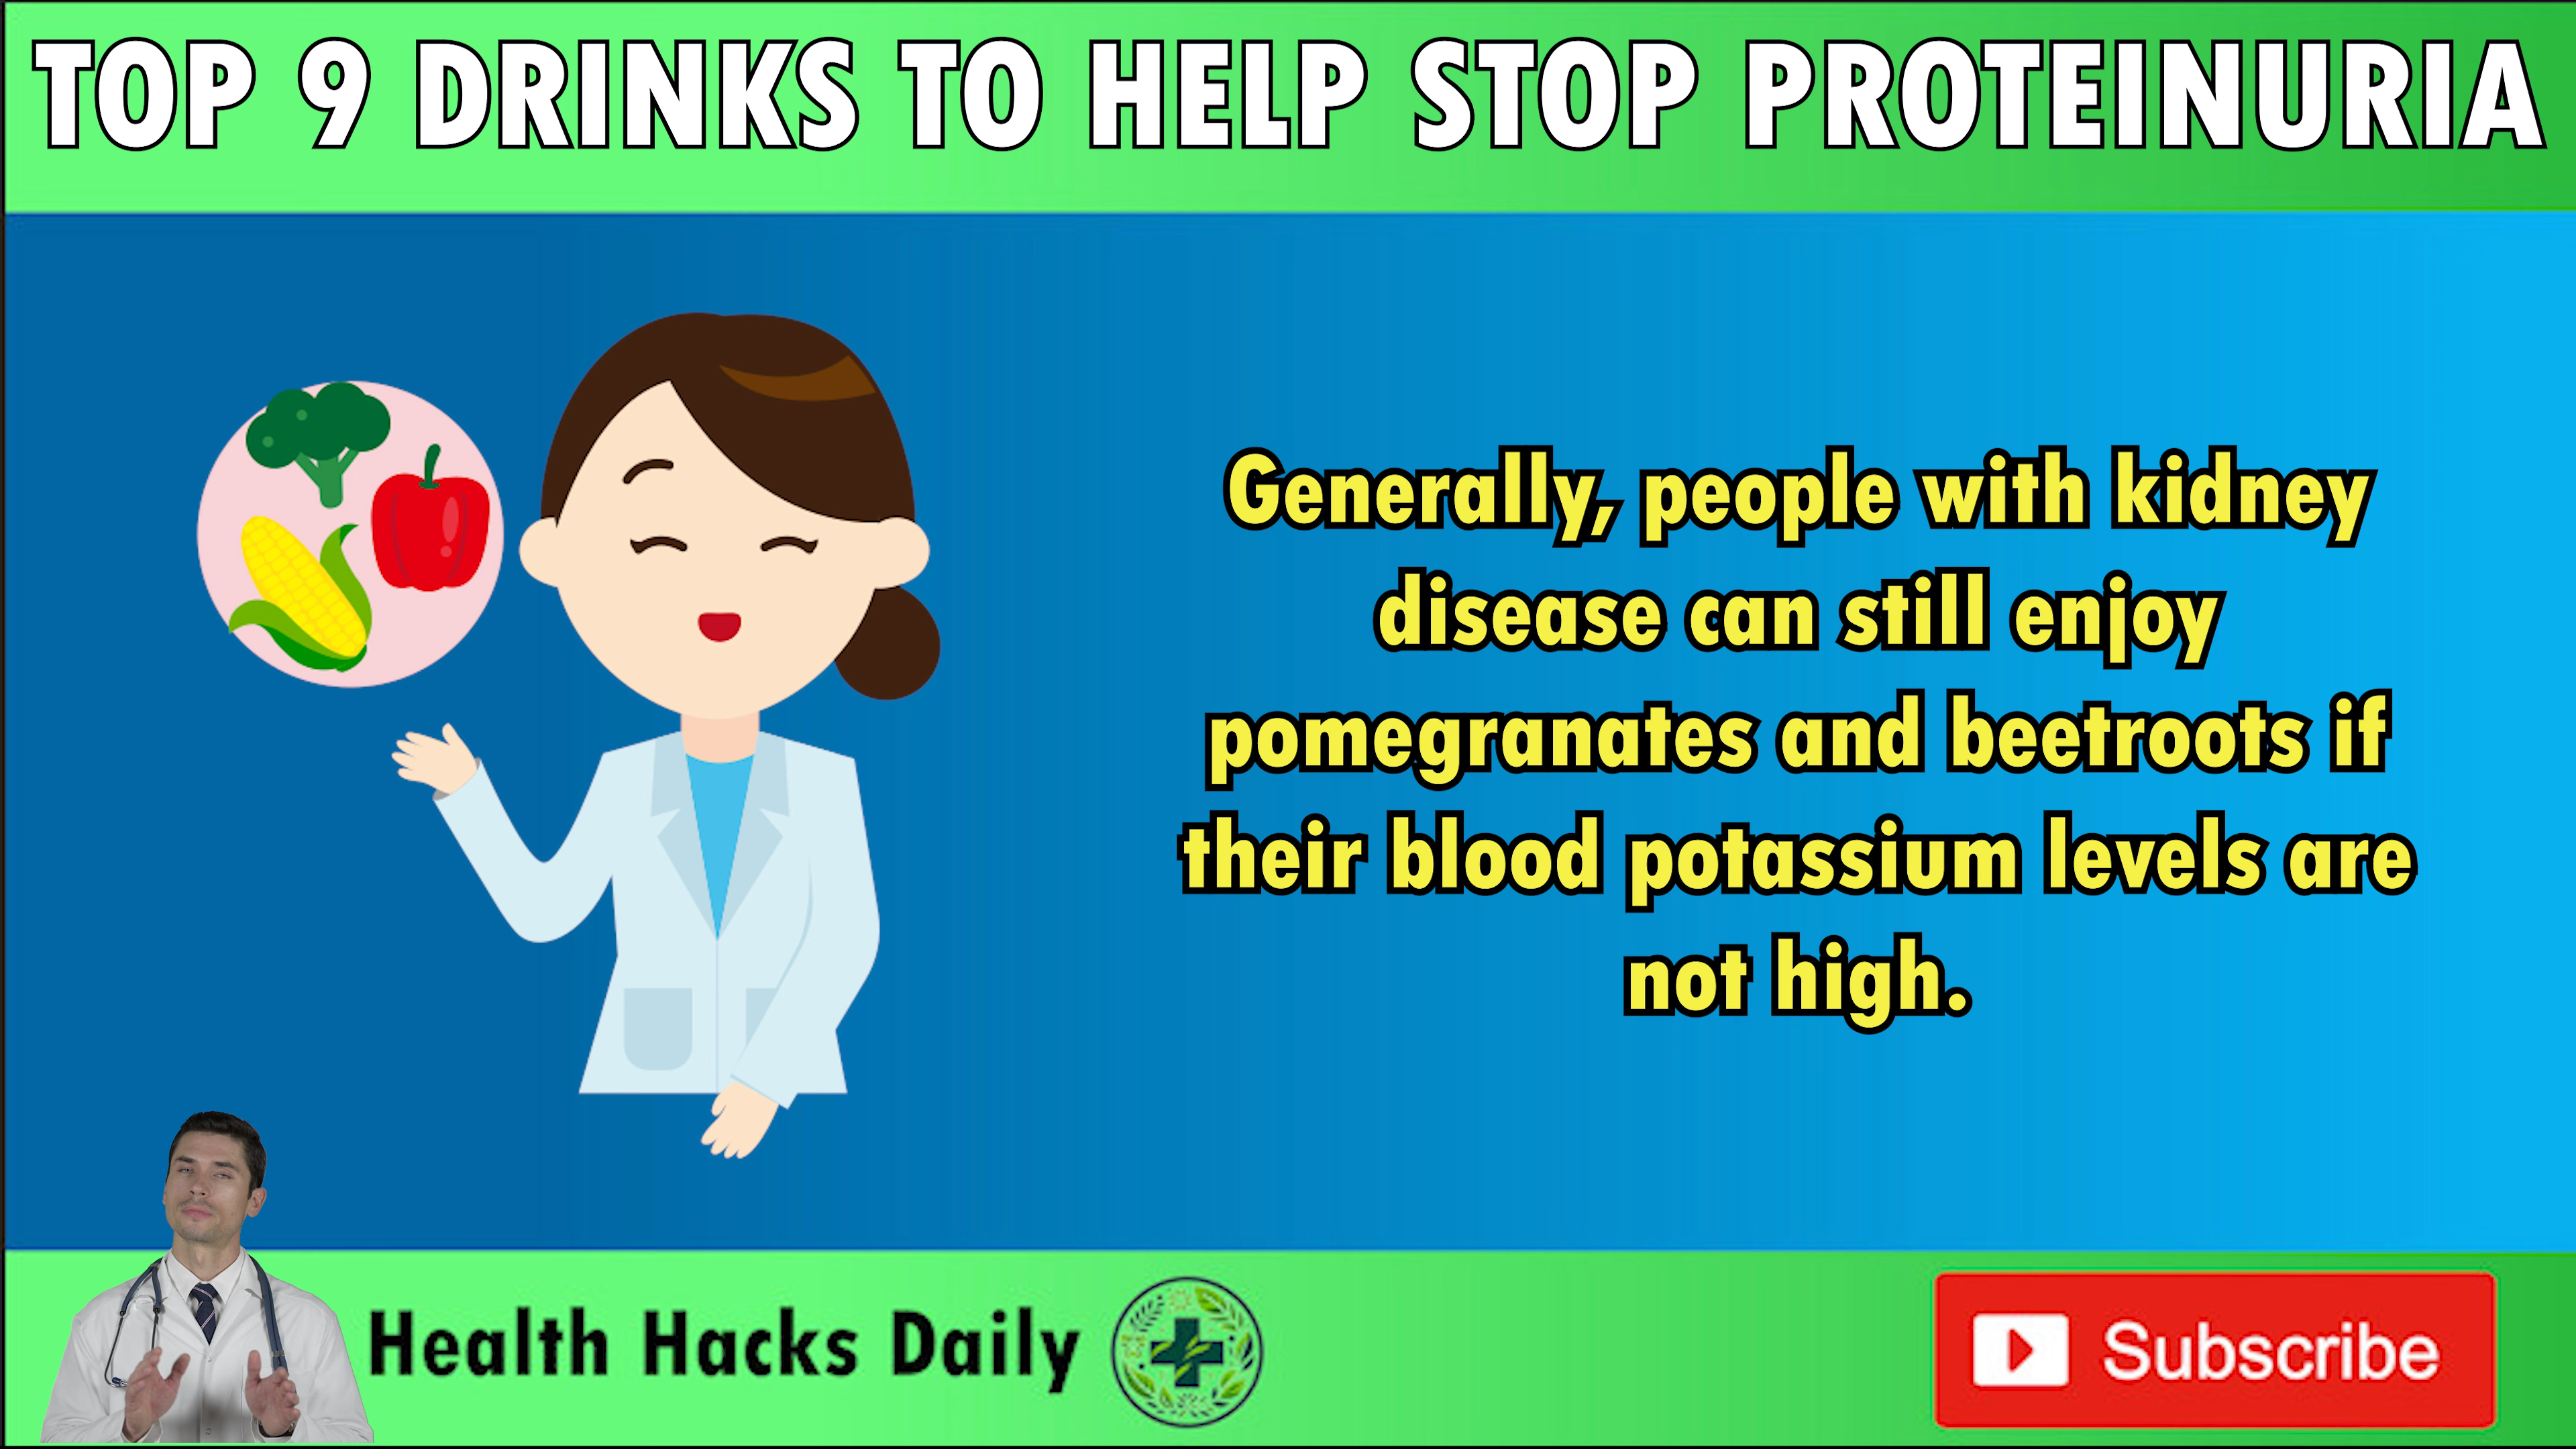 TOP 9 DRINKS TO HELP STOP PROTEINURIA
Generally, people with kidney
disease can still enjoy
pomegranates and beetroots if
their blood potassium levels are
not high.
Health Hacks Daily
Subscribe